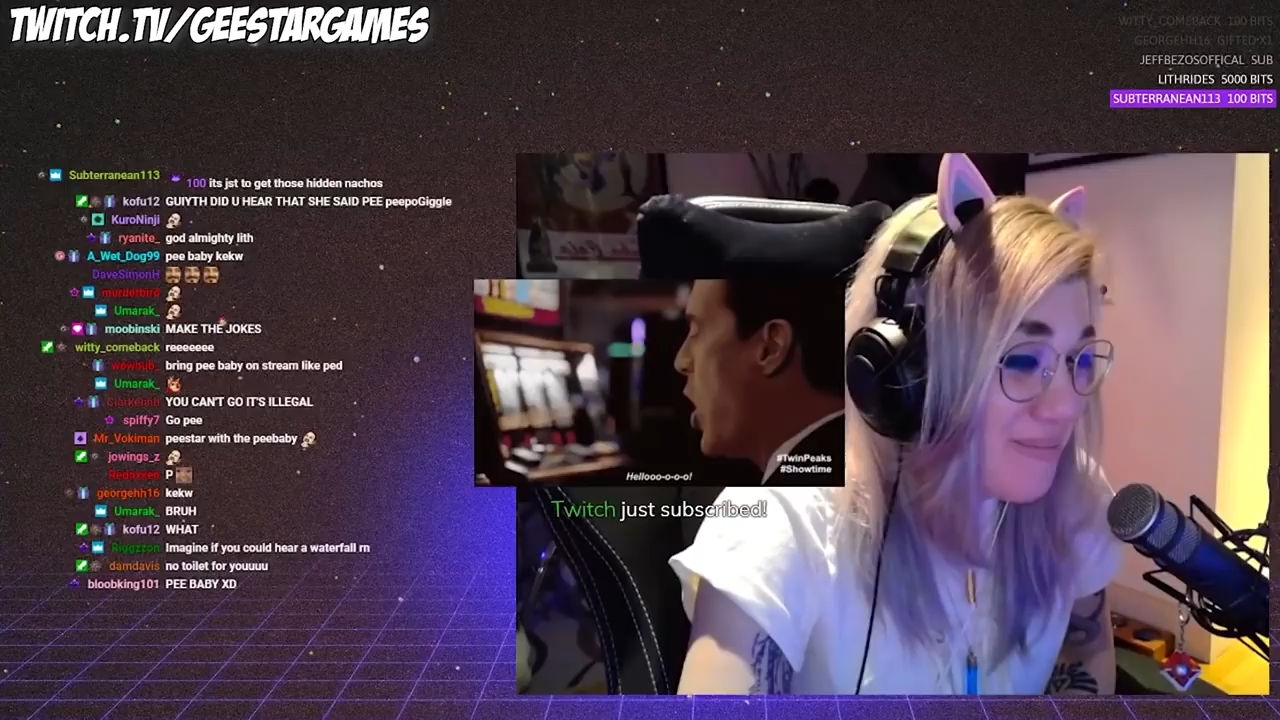 TWITCH.TV/GEESTARGAMES
WITTY_COMEBACK 100 BITS
GEORGEHH16 GIFTED X1
JEFFBEZOSOFFICAL SUB
LITHRIDES 5000 BITS
SUBTERRANEAN113 100 BITS
Subterranean113 100 its jst to get those hidden nachos
kofu12 GUIYTH DID U HEAR THAT SHE SAID PEE peepoGiggle
KuroNinji
ryanite_ god almighty lith
A_Wet_Dog99 pee baby kekw
DaveSimonH
murderbird
Umarak_
moobinski MAKE THE JOKES
witty_comeback reeeeeee
bring pee baby on stream like ped
Umarak_
YOU CAN'T GO IT'S ILLEGAL
spiffy7 Go pee
Mr_Vokiman peestar with the peebaby
jowings_z
P
georgehh16 kekw
Umarak_ BRUH
kofu12 WHAT
Riggzzon Imagine if you could hear a waterfall rn
damdavis no toilet for youuuu
bloobking101 PEE BABY XD
#TwinPeaks
#Showtime
Hellooo-o-o-o!
Twitch just subscribed!